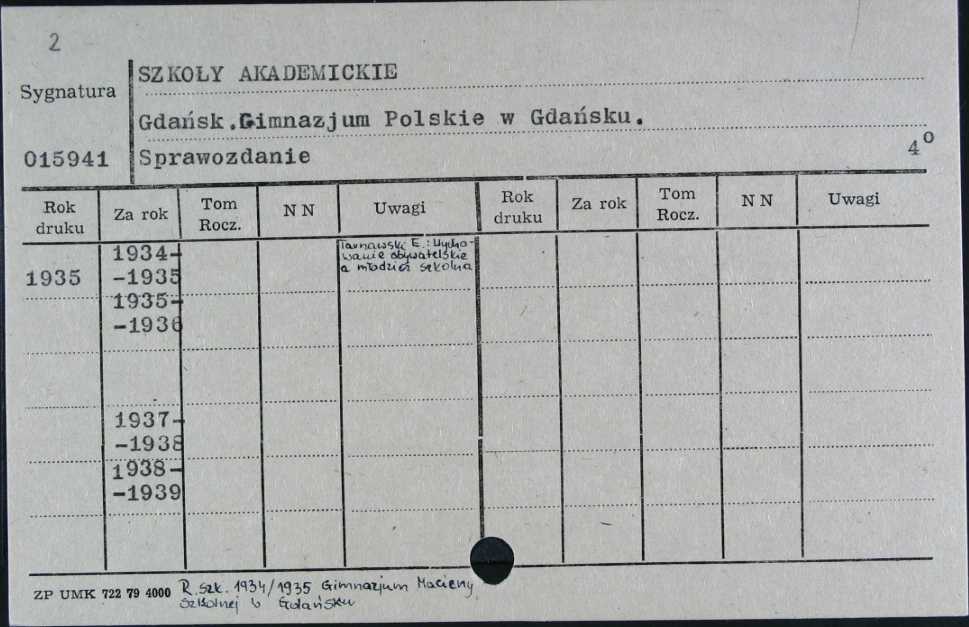 2
SZKOŁY AKADEMICKIE
Sygnatura
Gdańsk.Gimnazjum Polskie w Gdańsku.
015941 Sprawozdanie 4º
Rok druku Za rok Tom Rocz. N N Uwagi Rok druku Za rok Tom Rocz. N N Uwagi
1934-
1935 -1935
Tarnawski E.: Wycho-
wanie obywatelskie
a młodzież szkolna
1935-
-1936
1937-
-1938
1938-
-1939
ZP UMK 722 79 4000
R. szk. 1934/1935 Gimnazjum Macierzy
Szkolnej w Gdańsku